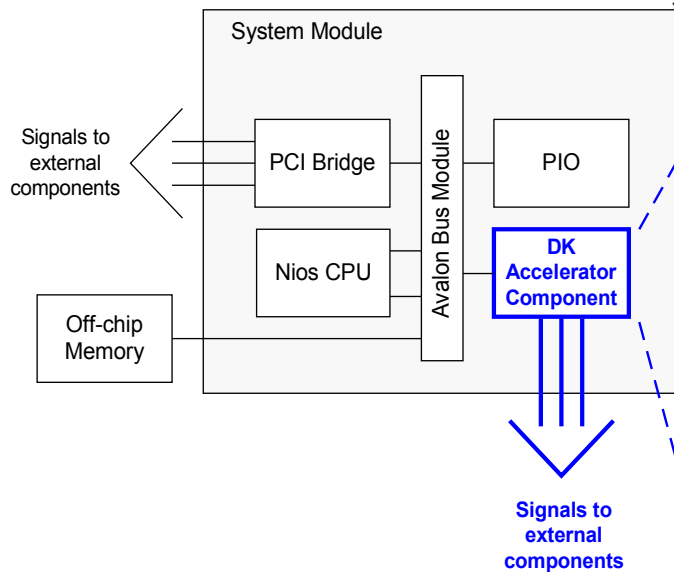 System Module
Signals to
external
components
PCI Bridge
Avalon Bus Module
PIO
Nios CPU
DK
Accelerator
Component
Off-chip
Memory
Signals to
external
components